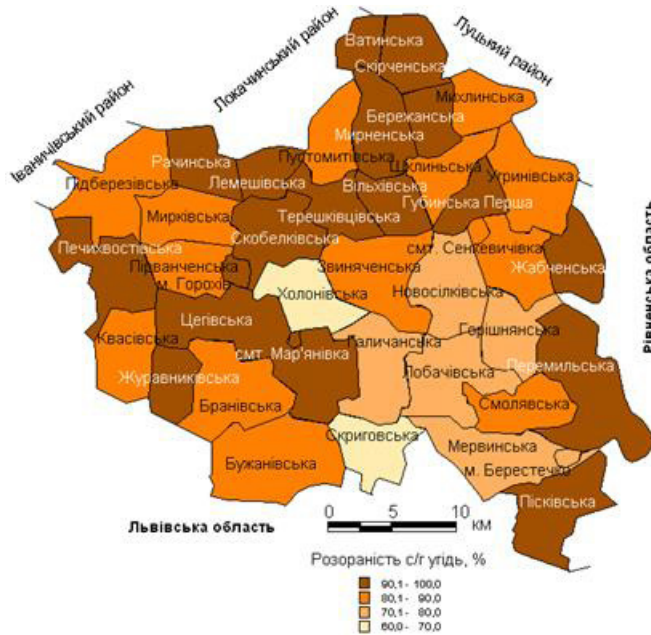 Іваничівський район
Локачинський район
Луцький район
Ватинська
Скірченська
Михлинська
Бережанська
Мирненська
Рачинська
Пустомитівська
Шклинська
Угринівська
Підберезівська
Лемешівська
Вільхівська
Губинська Перша
Мирківська
Терешківцівська
Скобелківська
смт. Сенкевичівка
Печихвостівська
Звиняченська
Жабченська
Пірванченська
м. Горохів
Холонівська
Новосілківська
Рівненська область
Цегівська
Горішнянська
Квасівська
смт. Мар'янівка
Галичанська
Перемильська
Журавниківська
Лобачівська
Бранівська
Смолявська
Скриговська
Мервинська
Бужанівська
м. Берестечко
Пісківська
Львівська область
0 5 10
км
Розораність с/г угідь, %
90,1 - 100,0
80,1 - 90,0
70,1 - 80,0
60,0 - 70,0